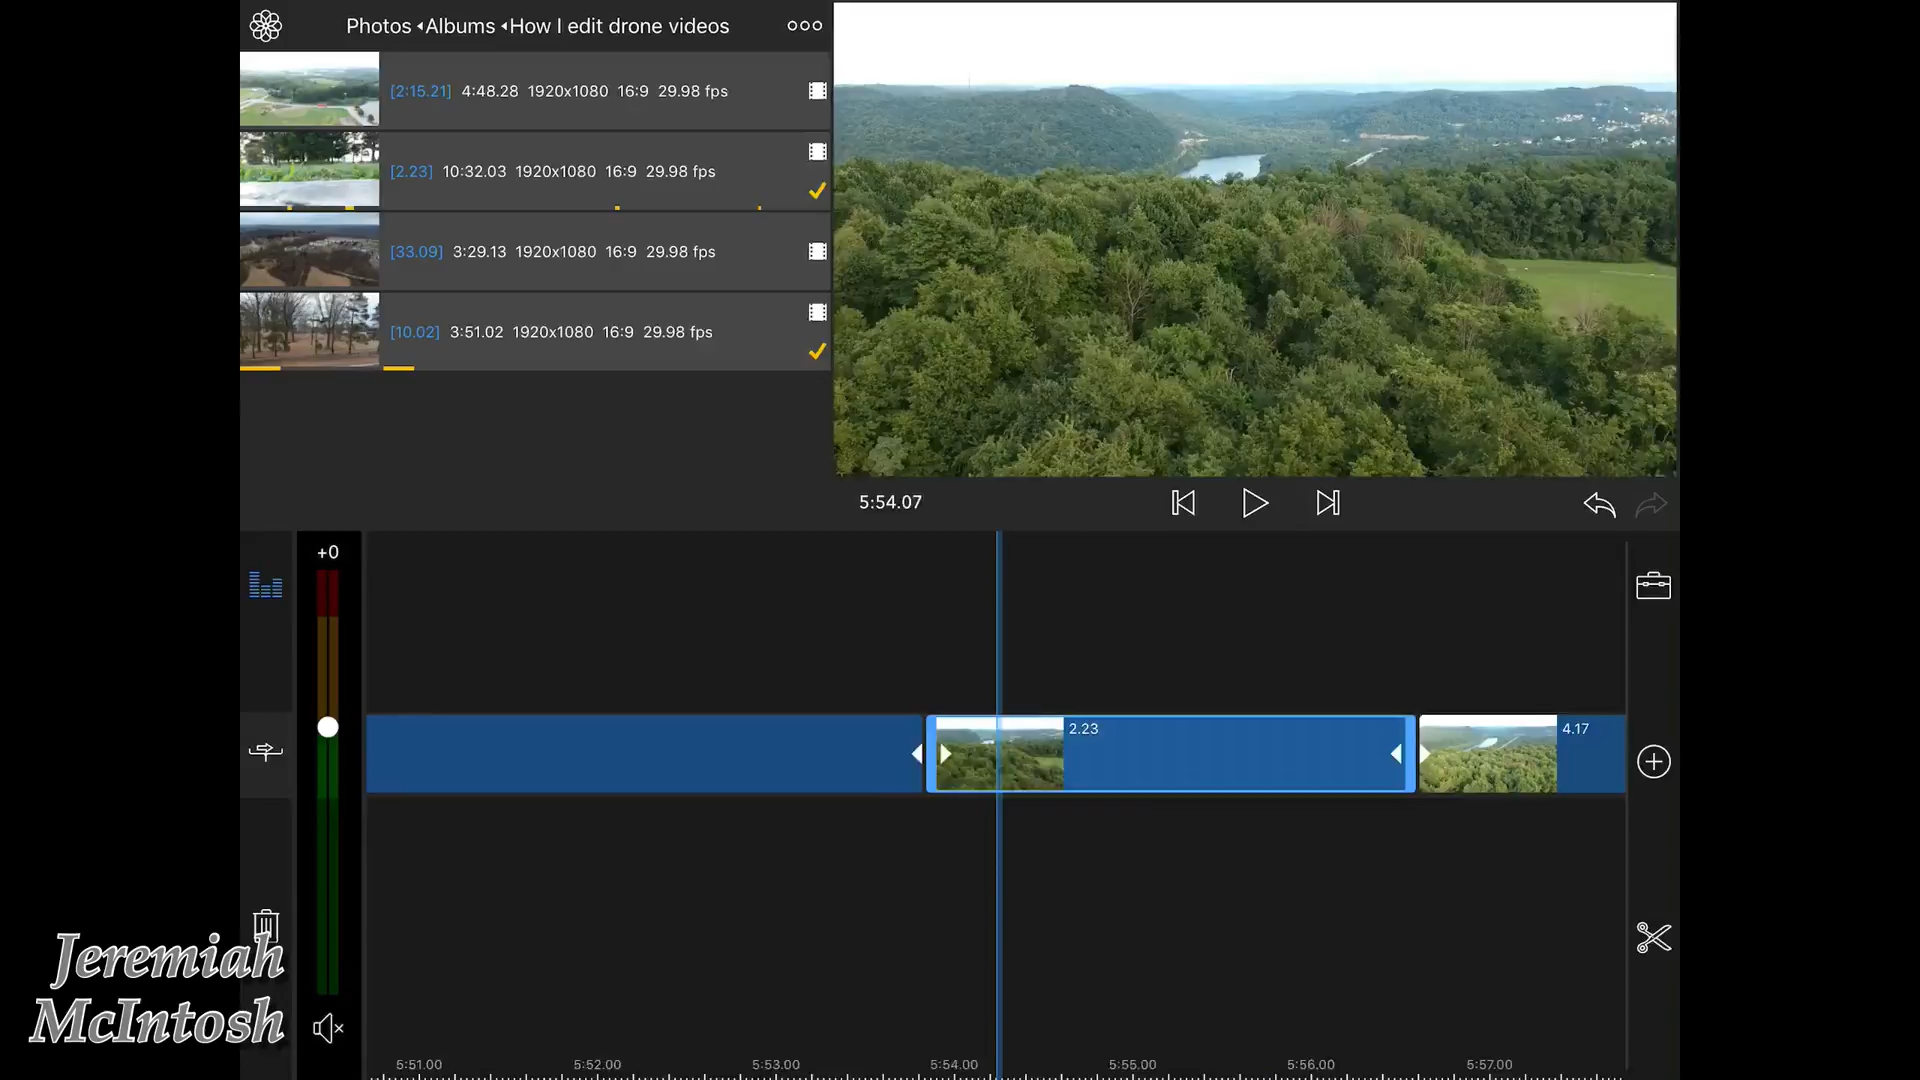 Photos ◂Albums ◂How I edit drone videos
[2:15.21] 4:48.28 1920x1080 16:9 29.98 fps
[2.23] 10:32.03 1920x1080 16:9 29.98 fps
[33.09] 3:29.13 1920x1080 16:9 29.98 fps
[10.02] 3:51.02 1920x1080 16:9 29.98 fps
5:54.07
+0
2.23
4.17
5:51.00 5:52.00 5:53.00 5:54.00 5:55.00 5:56.00 5:57.00
Jeremiah
McIntosh